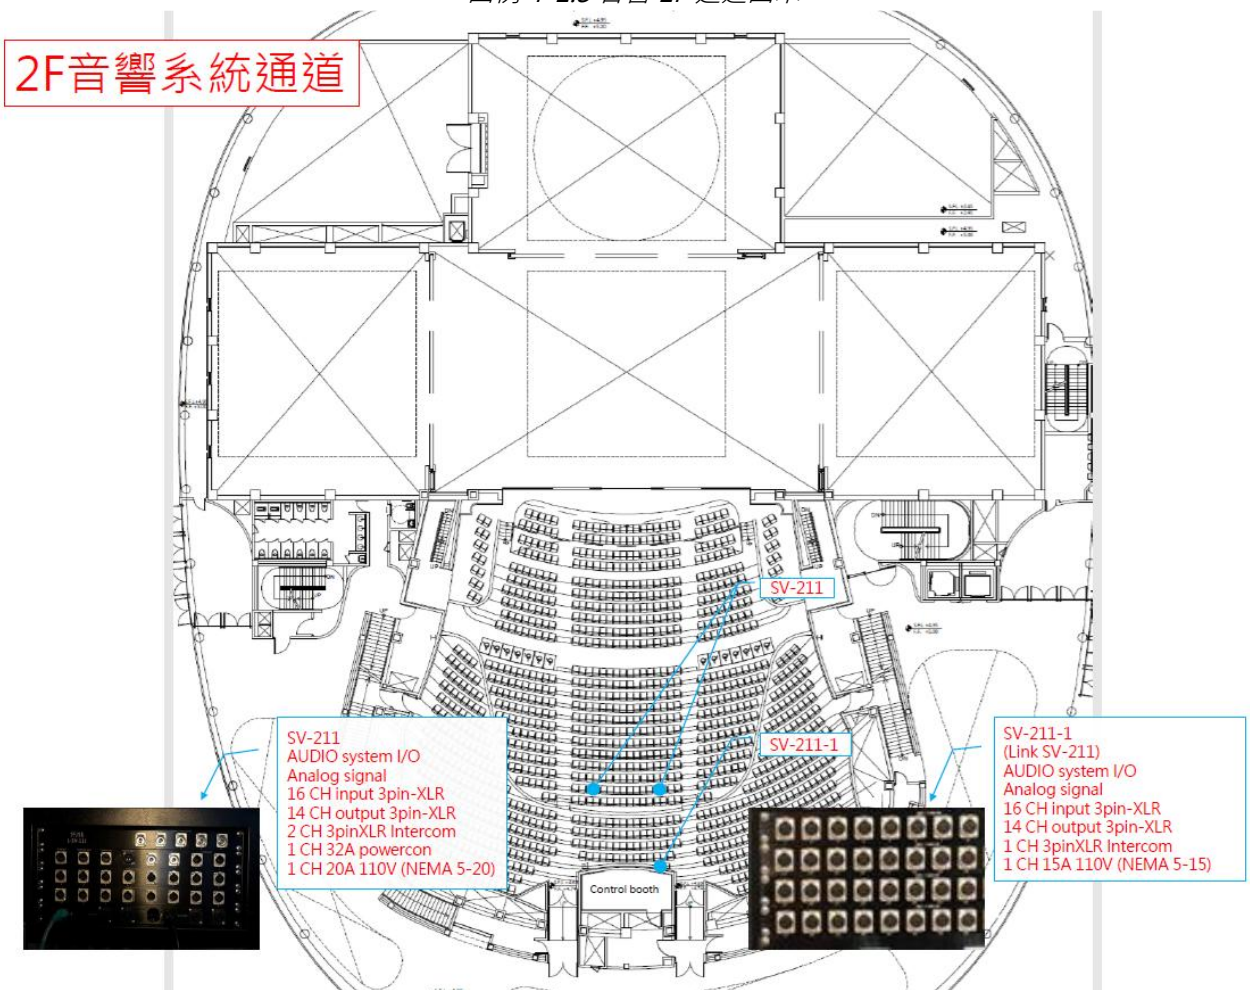 2F音響系統通道
SV-211
SV-211-1
SV-211
AUDIO system I/O
Analog signal
16 CH input 3pin-XLR
14 CH output 3pin-XLR
2 CH 3pinXLR Intercom
1 CH 32A powercon
1 CH 20A 110V (NEMA 5-20)
SV-211-1
(Link SV-211)
AUDIO system I/O
Analog signal
16 CH input 3pin-XLR
14 CH output 3pin-XLR
1 CH 3pinXLR Intercom
1 CH 15A 110V (NEMA 5-15)
Control booth